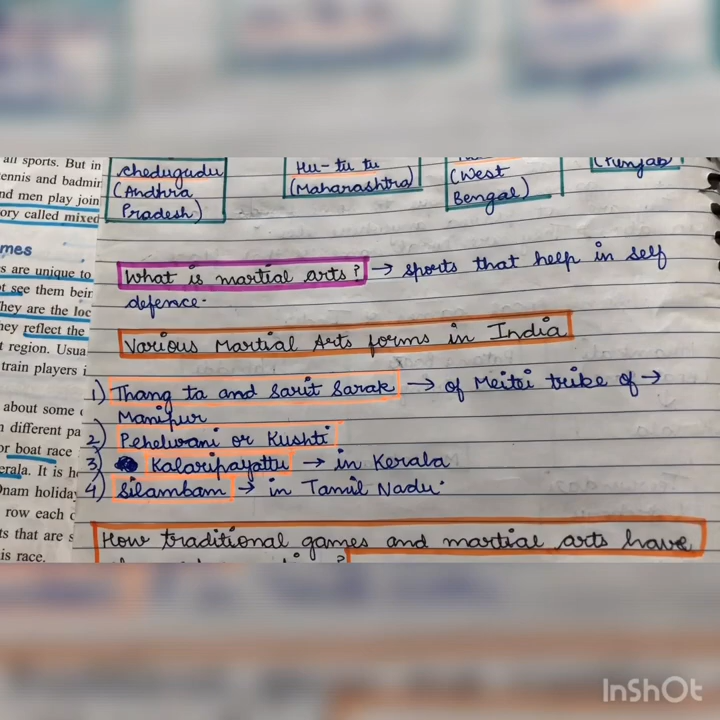 all sports. But in
ennis and badmin
nd men play join
ory called mixed
mes
s are unique to
ot see them bein
hey are the loc
hey reflect the
t region. Usua
train players i
about some
n different pa
or boat race
erala. It is he
Onam holiday
row each
ts that are s
is race.
Chedugudu
(Andhra
Pradesh)
Hu-tu tu
(Maharashtra)
(West
Bengal)
(Punjab)
What is martial arts? → sports that help in self
defence.
Various Martial Arts forms in India
1) Thang ta and Sarit Sarak → of Meitei tribe of →
Manipur
2) Pehelwani or Kushti
3) Kalaripayattu → in Kerala
4) Silambam → in Tamil Nadu.
How traditional games and martial arts have
InShOt